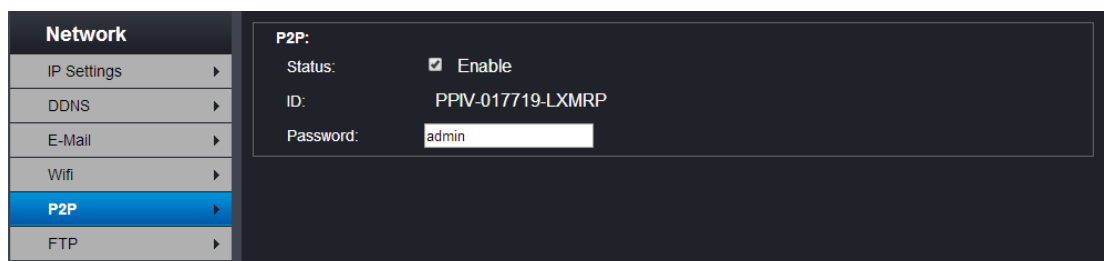 Network
IP Settings
DDNS
E-Mail
Wifi
P2P
FTP
P2P:
Status: Enable
ID: PPIV-017719-LXMRP
Password: admin